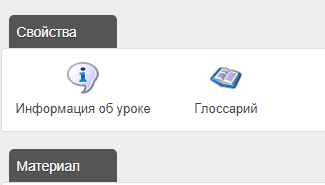 Свойства
Информация об уроке Глоссарий
Материал